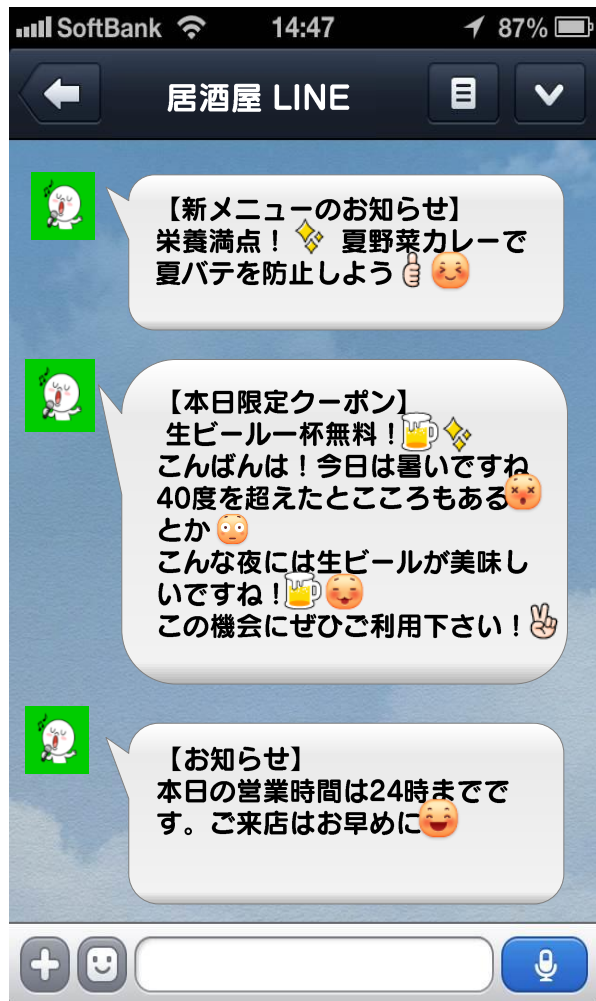 SoftBank 14:47 87%
居酒屋 LINE
【新メニューのお知らせ】
栄養満点！ 夏野菜カレーで
夏バテを防止しよう
【本日限定クーポン】
生ビール一杯無料！
こんばんは！今日は暑いですね
40度を超えたとこころもある
とか
こんな夜には生ビールが美味し
いですね！
この機会にぜひご利用下さい！
【お知らせ】
本日の営業時間は24時までで
す。ご来店はお早めに